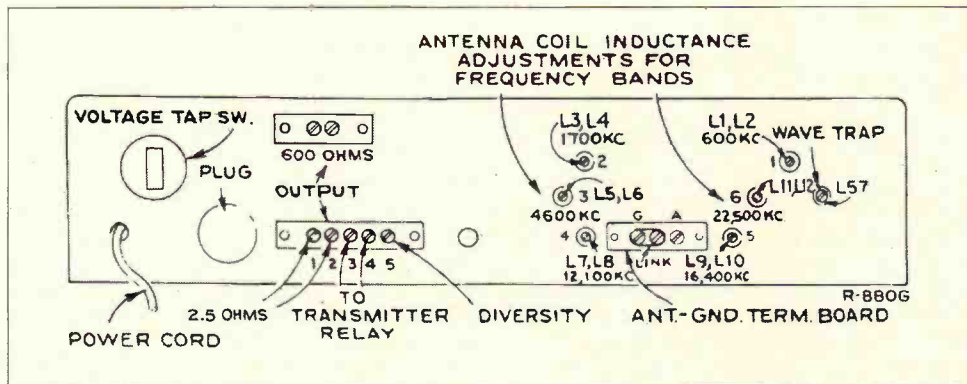 ANTENNA COIL INDUCTANCE
ADJUSTMENTS FOR
FREQUENCY BANDS
VOLTAGE TAP SW.
600 OHMS
PLUG
OUTPUT
L3, L4
1700KC
2
L1, L2
600KC
1
WAVE TRAP
3
L5, L6
4600KC
6
L11, L12
22,500KC
L57
G
A
4
L7, L8
12,100KC
LINK
5
L9, L10
16,400KC
1 2 3 4 5
R-880G
2.5 OHMS
TO
TRANSMITTER
RELAY
DIVERSITY
ANT.-GND. TERM. BOARD
POWER CORD